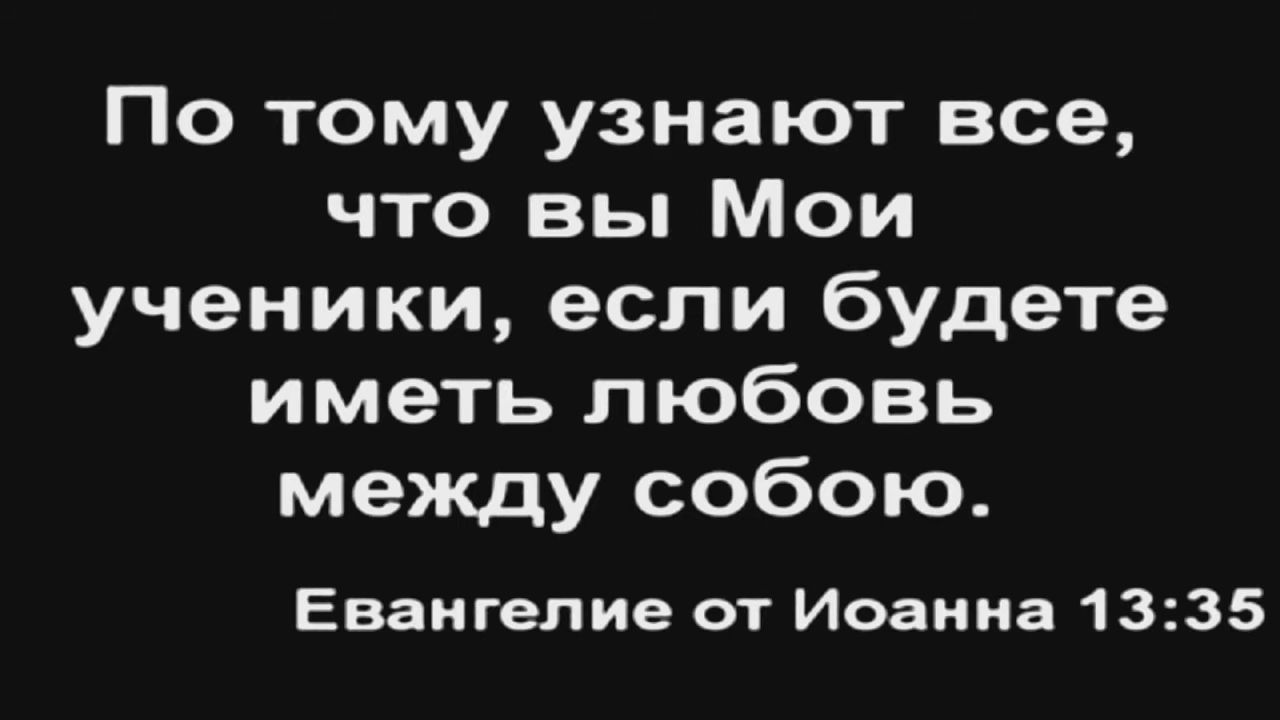 По тому узнают все,
что вы Мои
ученики, если будете
иметь любовь
между собою.
Евангелие от Иоанна 13:35